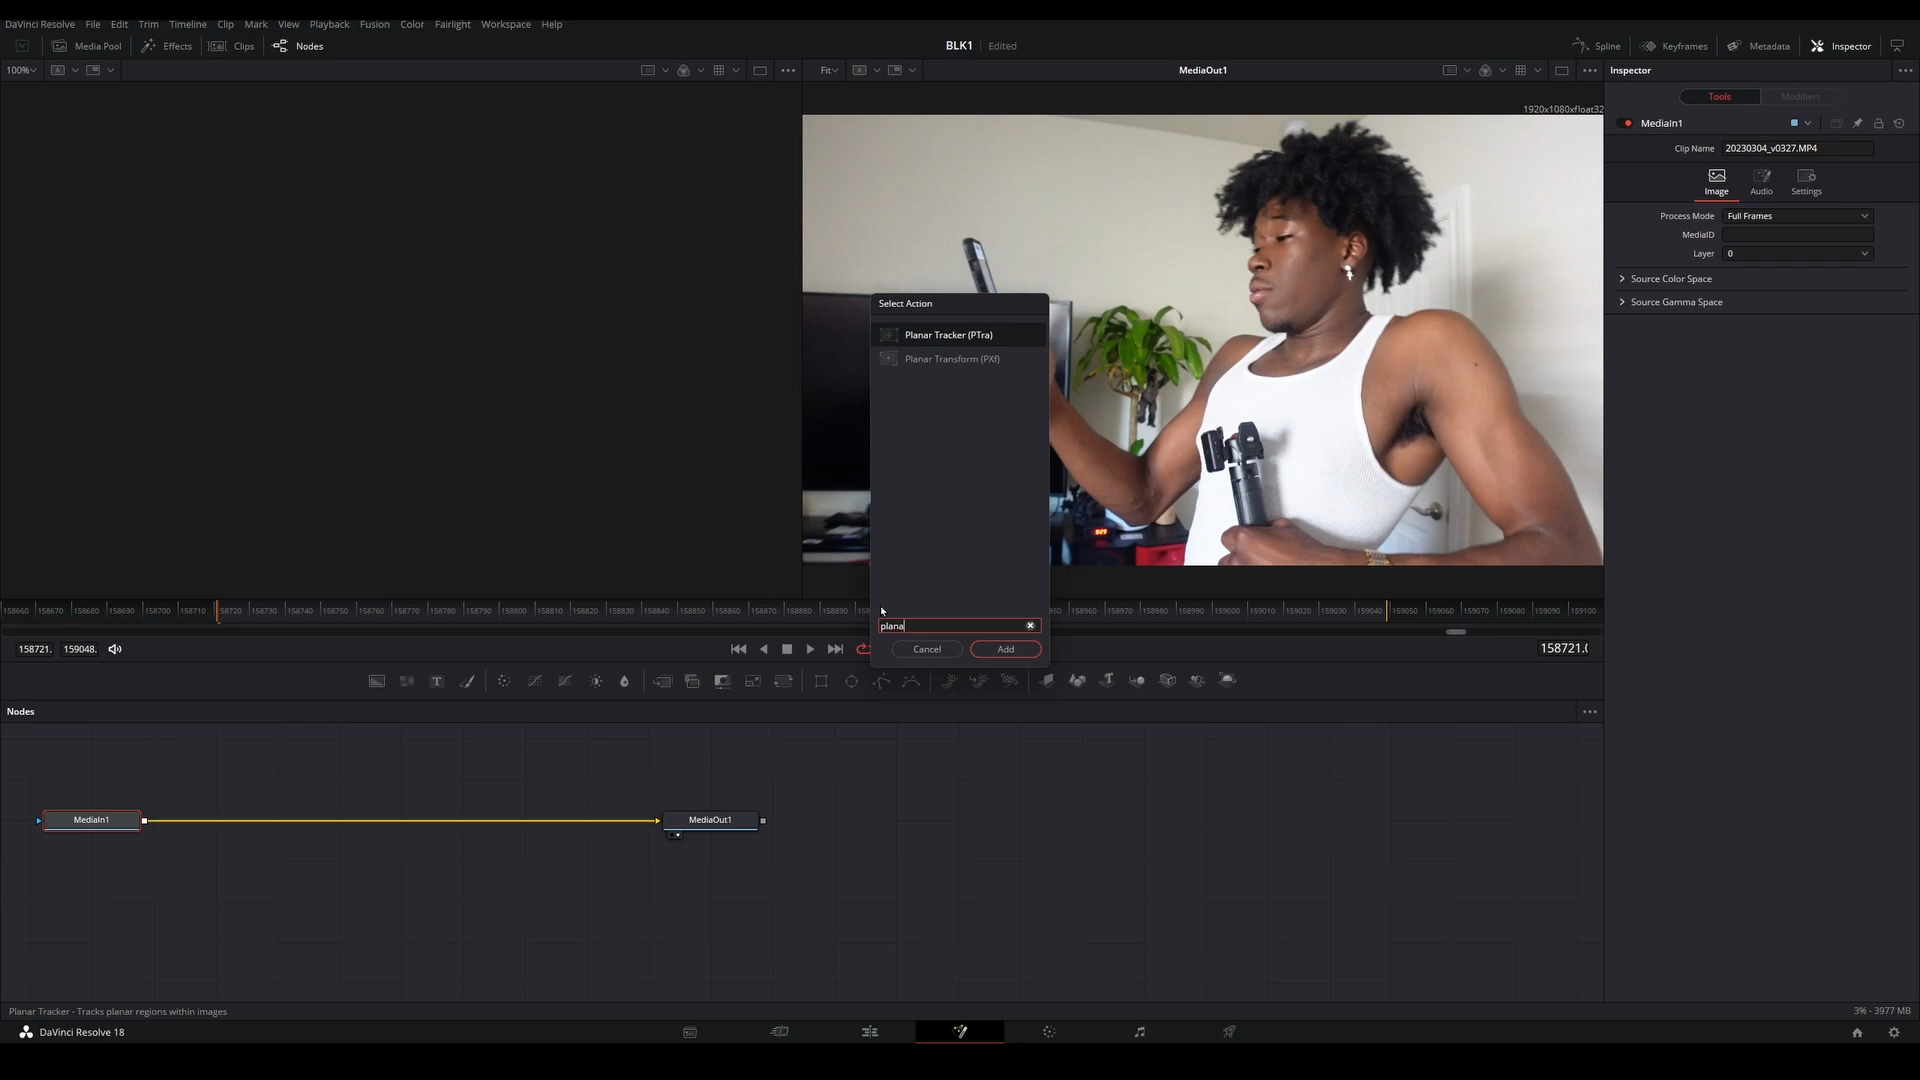 DaVinci Resolve File Edit Trim Timeline Clip Mark View Playback Fusion Color Fairlight Workspace Help
Media Pool Effects Clips Nodes BLK1 Edited Spline Keyframes Metadata Inspector
100% Fit MediaOut1 Inspector
Tools Modifiers
1920x1080xfloat32
MediaIn1
Clip Name 20230304_v0327.MP4
Image Audio Settings
Process Mode Full Frames
MediaID
Layer 0
Source Color Space
Source Gamma Space
Select Action
Planar Tracker (PTra)
Planar Transform (PXf)
plana
Cancel Add
158660 158670 158680 158690 158700 158710 158720 158730 158740 158750 158760 158770 158780 158790 158800 158810 158820 158830 158840 158850 158860 158870 158880 158890 158960 158970 158980 158990 159000 159010 159020 159030 159040 159050 159060 159070 159080 159090 159100
158721. 159048. 158721.0
Nodes
MediaIn1 MediaOut1
Planar Tracker - Tracks planar regions within images 3% - 3977 MB
DaVinci Resolve 18